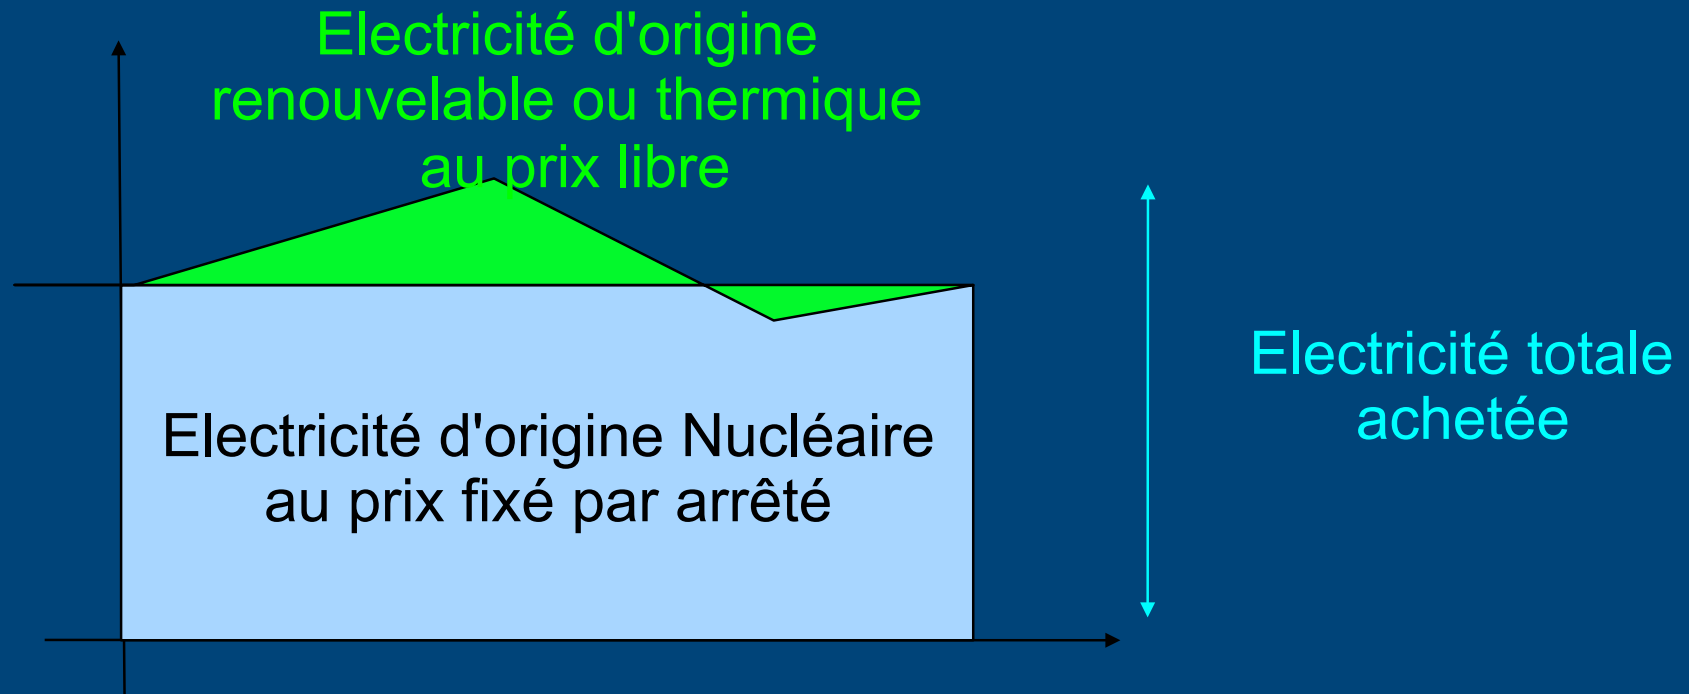 Electricité d'origine
renouvelable ou thermique
au prix libre
Electricité totale
achetée
Electricité d'origine Nucléaire
au prix fixé par arrêté